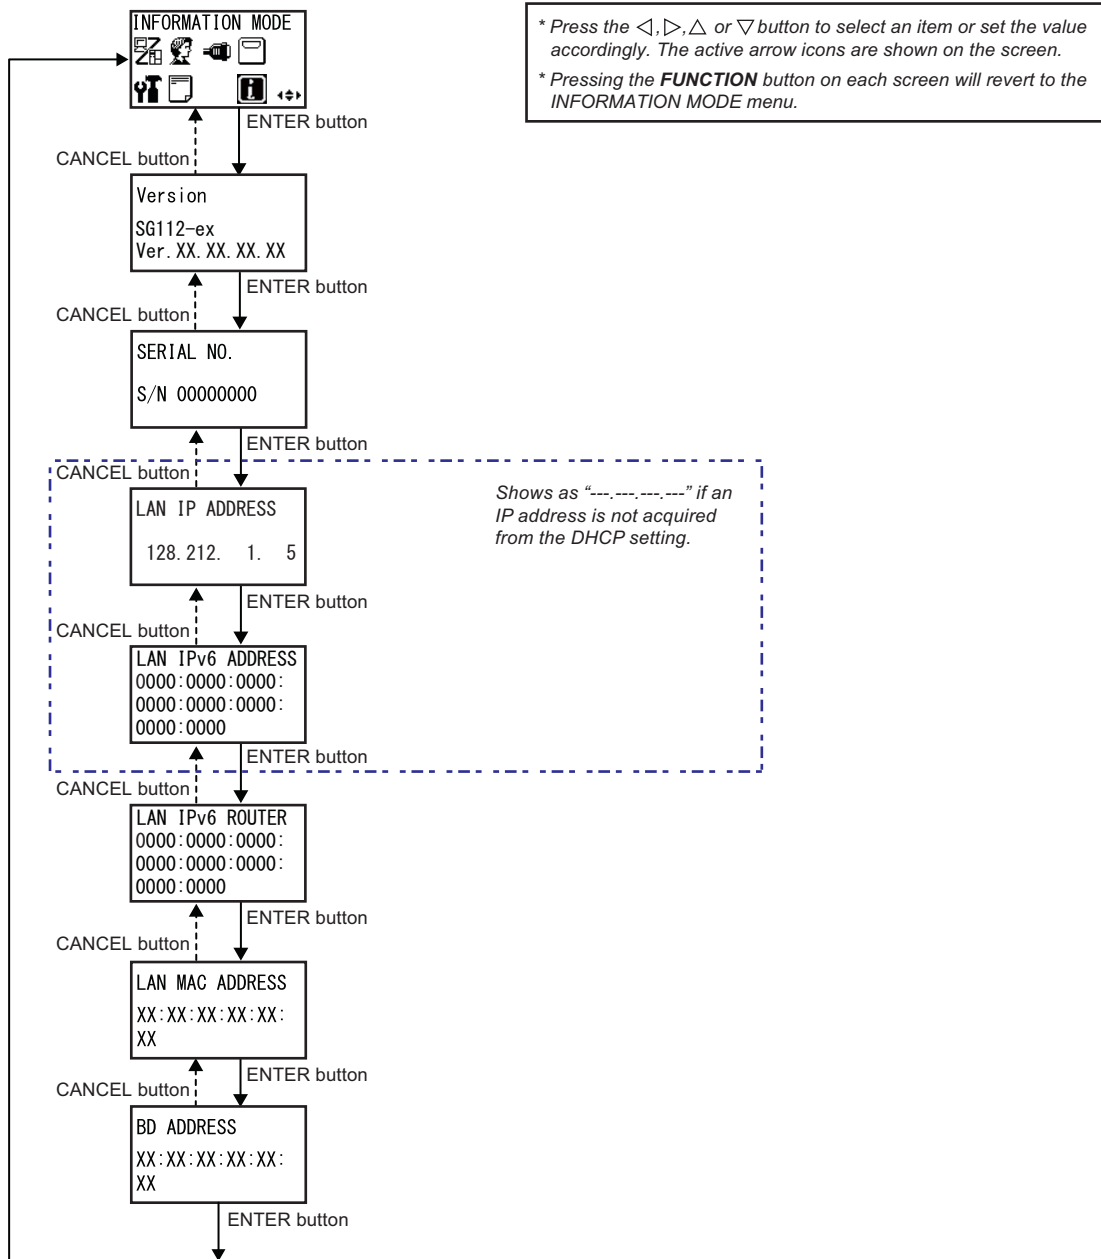 INFORMATION MODE
* Press the ◁, ▷, △ or ▽ button to select an item or set the value
accordingly. The active arrow icons are shown on the screen.
* Pressing the FUNCTION button on each screen will revert to the
INFORMATION MODE menu.
ENTER button
CANCEL button
Version
SG112-ex
Ver. XX. XX. XX. XX
ENTER button
CANCEL button
SERIAL NO.
S/N 00000000
ENTER button
CANCEL button
LAN IP ADDRESS
128. 212. 1. 5
Shows as “---.---.---.---” if an
IP address is not acquired
from the DHCP setting.
ENTER button
CANCEL button
LAN IPv6 ADDRESS
0000:0000:0000:
0000:0000:0000:
0000:0000
ENTER button
CANCEL button
LAN IPv6 ROUTER
0000:0000:0000:
0000:0000:0000:
0000:0000
ENTER button
CANCEL button
LAN MAC ADDRESS
XX:XX:XX:XX:XX:
XX
ENTER button
CANCEL button
BD ADDRESS
XX:XX:XX:XX:XX:
XX
ENTER button